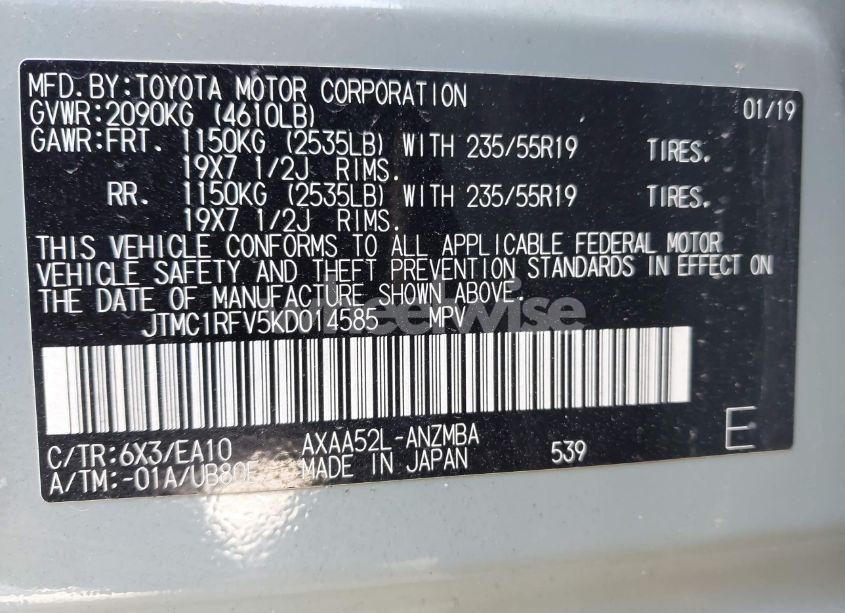 MFD.BY:TOYOTA MOTOR CORPORATION 01/19
GVWR:2090KG (4610LB)
GAWR:FRT. 1150KG (2535LB) WITH 235/55R19 TIRES.
19X7 1/2J RIMS.
RR. 1150KG (2535LB) WITH 235/55R19 TIRES.
19X7 1/2J RIMS.
THIS VEHICLE CONFORMS TO ALL APPLICABLE FEDERAL MOTOR
VEHICLE SAFETY AND THEFT PREVENTION STANDARDS IN EFFECT ON
THE DATE OF MANUFACTURE SHOWN ABOVE.
JTMC1RFV5KD014585 MPV
C/TR:6X3/EA10 AXAA52L-ANZMBA 539 E
A/TM:-01A/UB80E MADE IN JAPAN